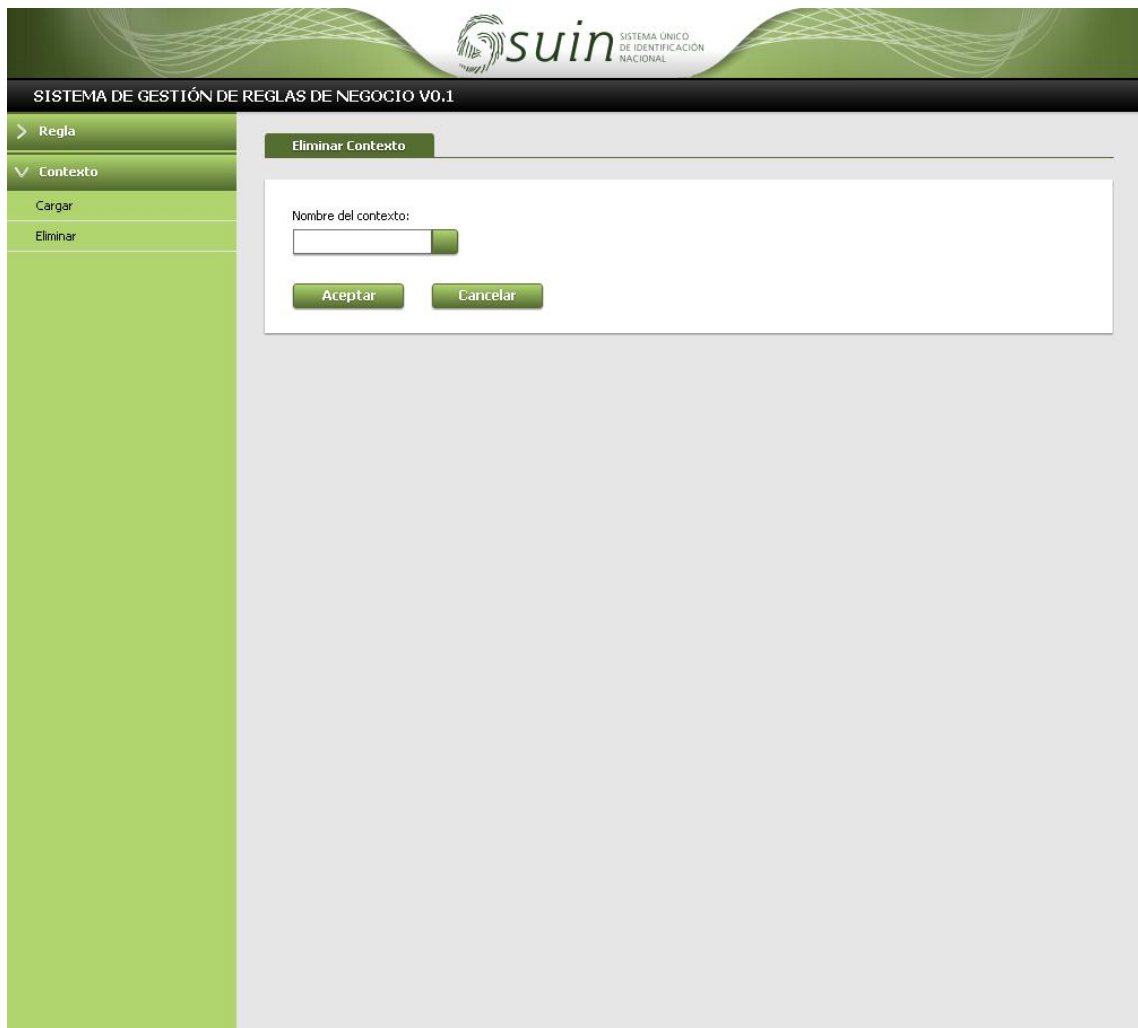 suin
SISTEMA ÚNICO
DE IDENTIFICACIÓN
NACIONAL
SISTEMA DE GESTIÓN DE REGLAS DE NEGOCIO V0.1
Regla
Eliminar Contexto
Contexto
Cargar
Eliminar
Nombre del contexto:
Aceptar
Cancelar